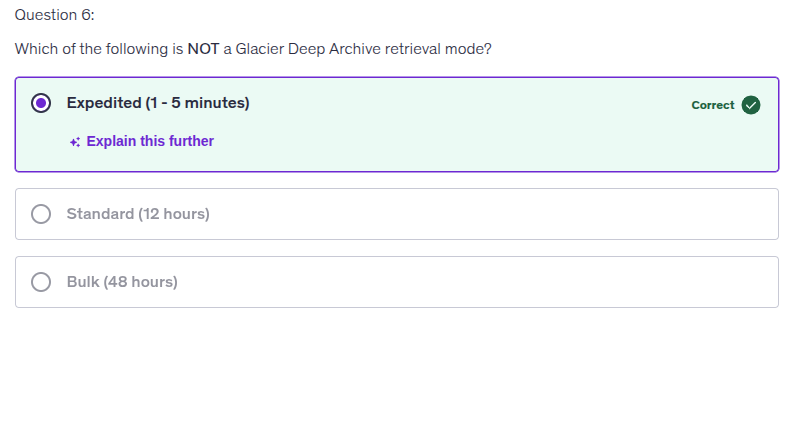 Question 6:
Which of the following is NOT a Glacier Deep Archive retrieval mode?
Expedited (1 - 5 minutes)
Correct
Explain this further
Standard (12 hours)
Bulk (48 hours)